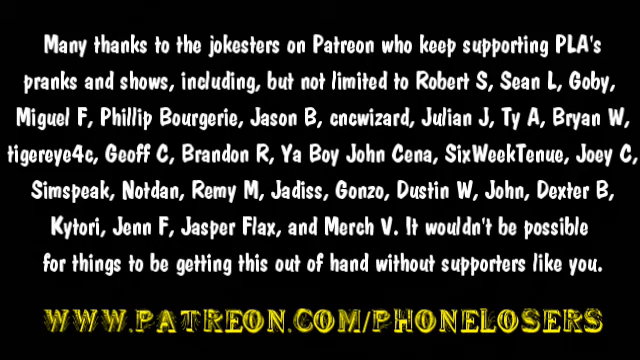 Many thanks to the jokesters on Patreon who keep supporting PLA's
pranks and shows, including, but not limited to Robert S, Sean L, Goby,
Miguel F, Phillip Bourgerie, Jason B, cncwizard, Julian J, Ty A, Bryan W,
tigereye4c, Geoff C, Brandon R, Ya Boy John Cena, SixWeekTenue, Joey C,
Simspeak, Notdan, Remy M, Jadiss, Gonzo, Dustin W, John, Dexter B,
Kytori, Jenn F, Jasper Flax, and Merch V. It wouldn't be possible
for things to be getting this out of hand without supporters like you.
WWW.PATREON.COM/PHONELOSERS